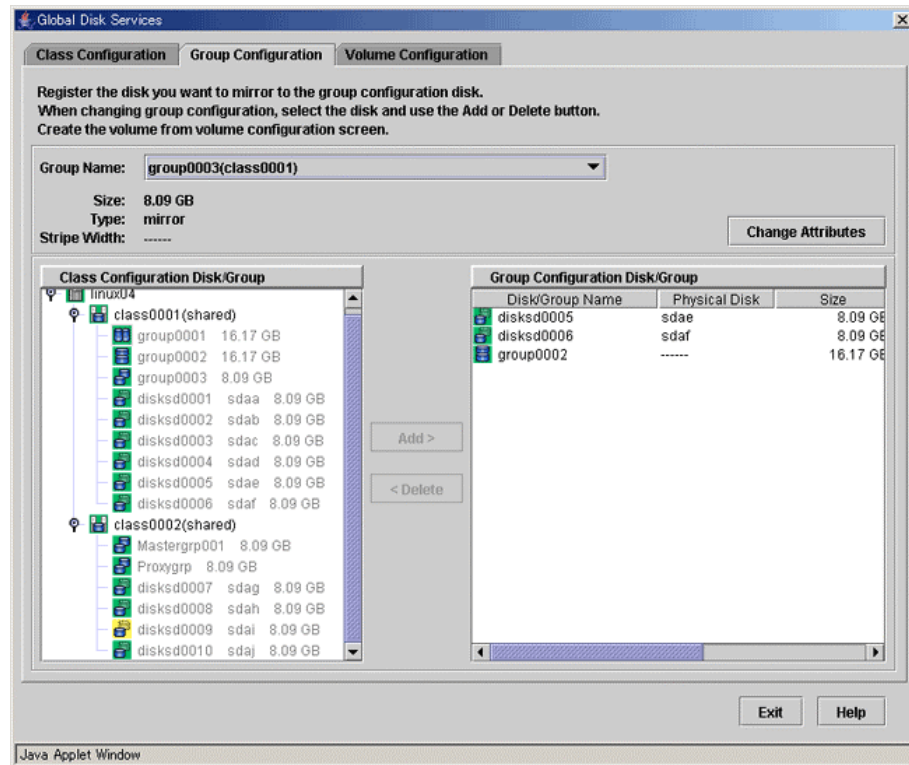 Global Disk Services
Class Configuration Group Configuration Volume Configuration
Register the disk you want to mirror to the group configuration disk.
When changing group configuration, select the disk and use the Add or Delete button.
Create the volume from volume configuration screen.
Group Name: group0003(class0001)
Size: 8.09 GB
Type: mirror
Stripe Width: ------
Change Attributes
Class Configuration Disk/Group
linux04
class0001(shared)
group0001 16.17 GB
group0002 16.17 GB
group0003 8.09 GB
disksd0001 sdaa 8.09 GB
disksd0002 sdab 8.09 GB
disksd0003 sdac 8.09 GB
disksd0004 sdad 8.09 GB
disksd0005 sdae 8.09 GB
disksd0006 sdaf 8.09 GB
class0002(shared)
Mastergrp001 8.09 GB
Proxygrp 8.09 GB
disksd0007 sdag 8.09 GB
disksd0008 sdah 8.09 GB
disksd0009 sdai 8.09 GB
disksd0010 sdaj 8.09 GB
Add >
< Delete
Group Configuration Disk/Group
Disk/Group Name Physical Disk Size
disksd0005 sdae 8.09 GB
disksd0006 sdaf 8.09 GB
group0002 ------ 16.17 GB
Exit Help
Java Applet Window